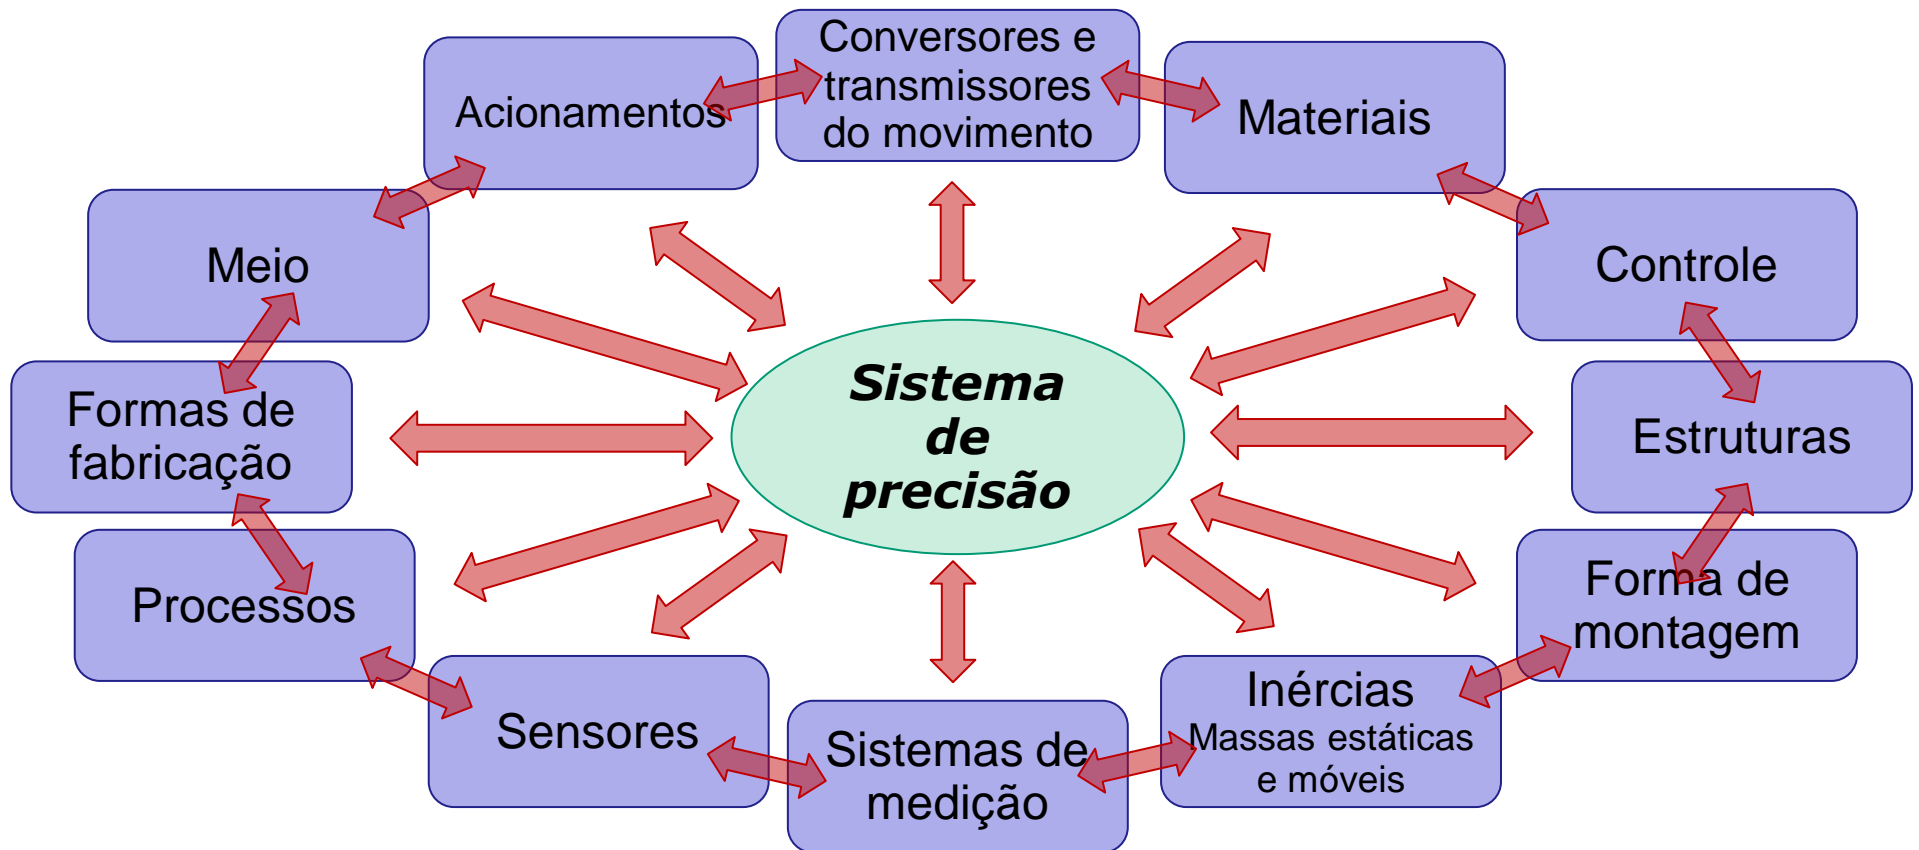 Conversores e
transmissores
do movimento
Acionamentos
Materiais
Meio
Controle
Formas de
fabricação
Sistema
de
precisão
Estruturas
Processos
Forma de
montagem
Sensores
Sistemas de
medição
Inércias
Massas estáticas
e móveis